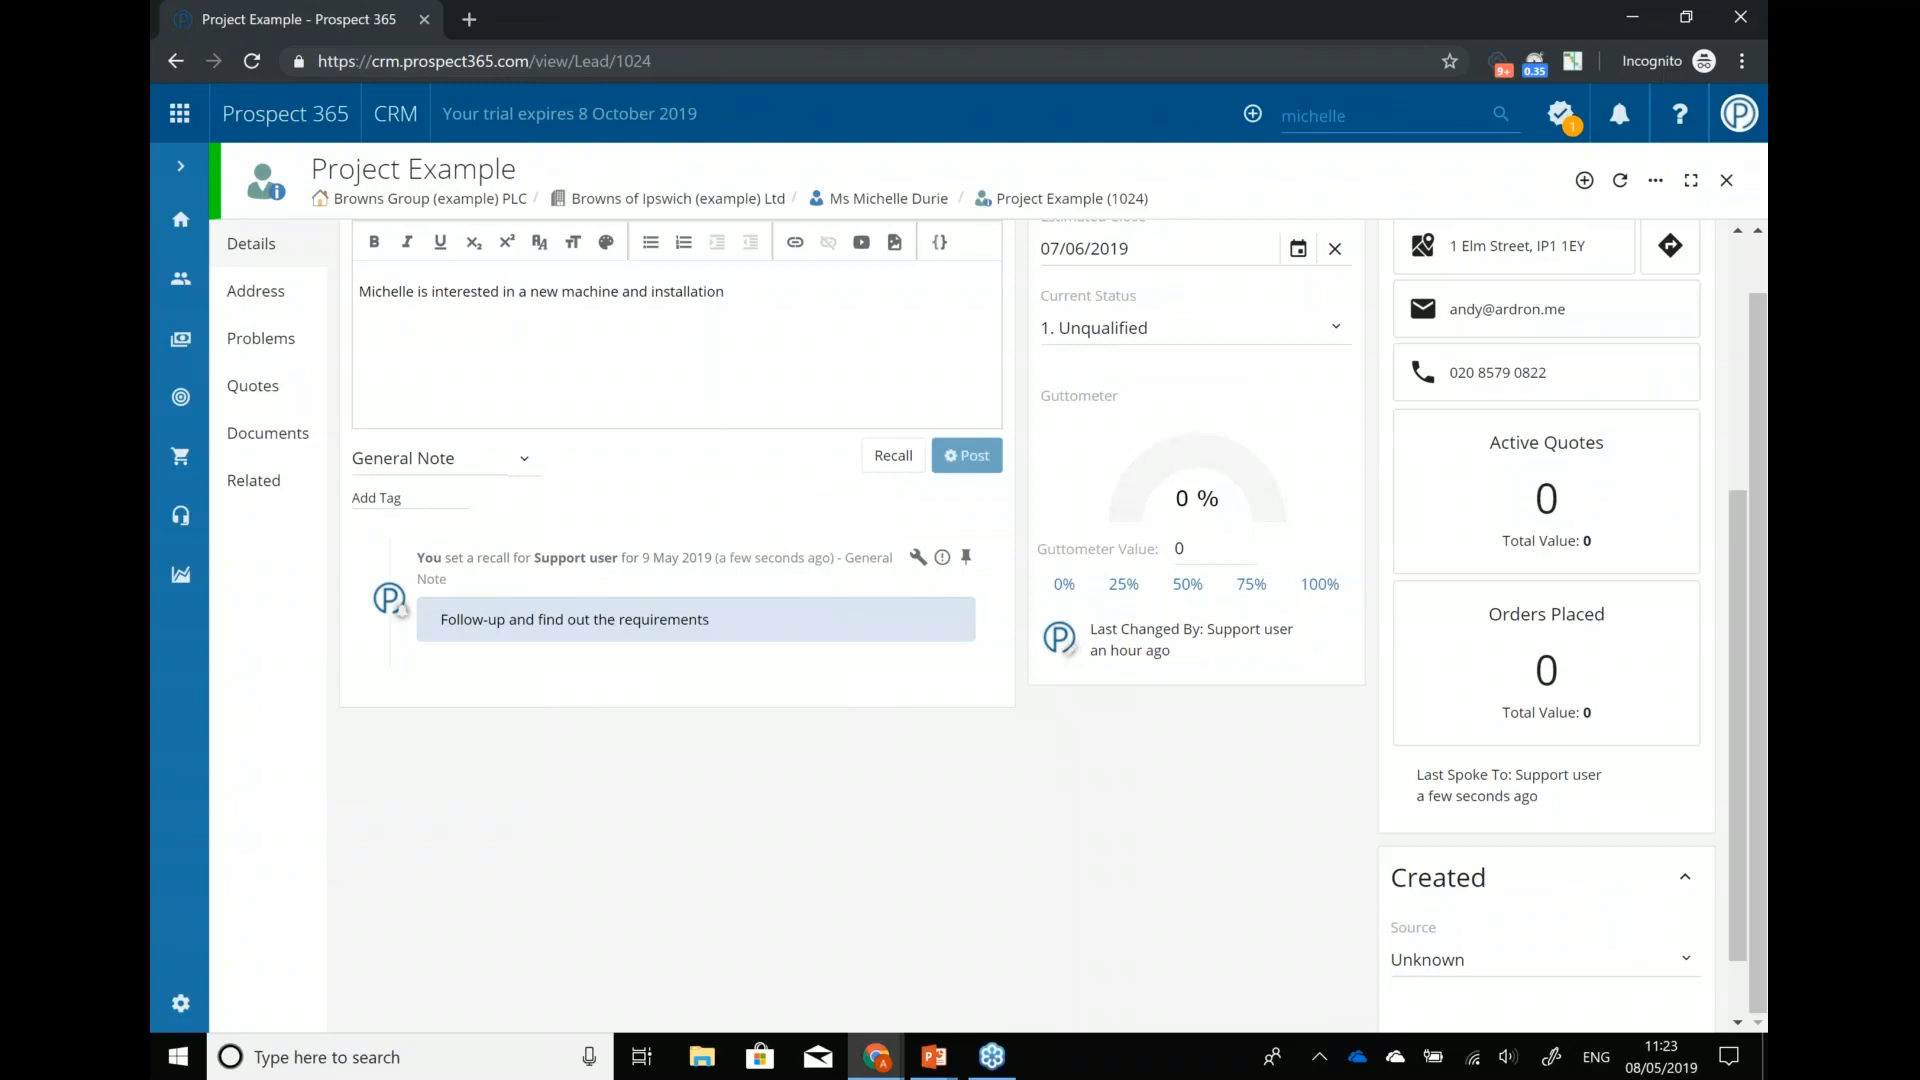 Project Example - Prospect 365
https://crm.prospect365.com/view/Lead/1024
9+
0.35
Incognito
Prospect 365
CRM
Your trial expires 8 October 2019
michelle
1
?
Project Example
Browns Group (example) PLC /
Browns of Ipswich (example) Ltd /
Ms Michelle Durie /
Project Example (1024)
Details
Address
Problems
Quotes
Documents
Related
Michelle is interested in a new machine and installation
General Note
Recall
Post
Add Tag
You set a recall for Support user for 9 May 2019 (a few seconds ago) - General
Note
Follow-up and find out the requirements
Estimated Close
07/06/2019
Current Status
1. Unqualified
Guttometer
0 %
Guttometer Value: 0
0% 25% 50% 75% 100%
Last Changed By: Support user
an hour ago
1 Elm Street, IP1 1EY
andy@ardron.me
020 8579 0822
Active Quotes
0
Total Value: 0
Orders Placed
0
Total Value: 0
Last Spoke To: Support user
a few seconds ago
Created
Source
Unknown
Type here to search
ENG
11:23
08/05/2019